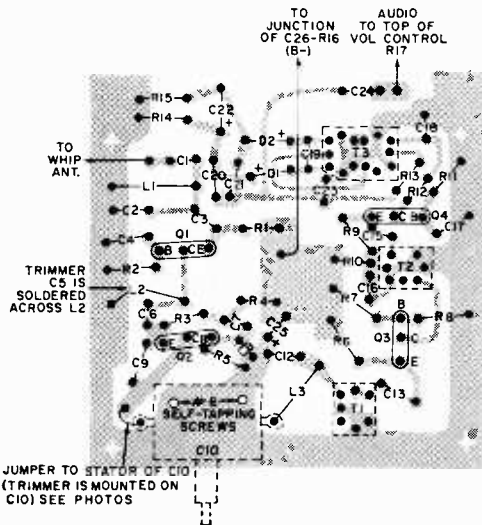 TO
JUNCTION
OF C26-R16
(B-)
AUDIO
TO TOP OF
VOL CONTROL
R17
R15
R14
C22
+
C24
D2
+
C19
T3
C18
TO
WHIP
ANT.
C1
C20
C21
+
D1
R13
R11
L1
R12
C23
C2
C3
E
C
B
Q4
C4
Q1
R1
R9
C15
C17
B
CE
TRIMMER
C5 IS
SOLDERED
ACROSS L2
R2
R10
T2
C16
L2
R4
R7
B
C6
R3
C25
+
R8
Q3
C
R6
E
Q2
E
R5
C9
C12
L3
C13
SELF-TAPPING
SCREWS
T1
C10
JUMPER TO STATOR OF C10
(TRIMMER IS MOUNTED ON
C10) SEE PHOTOS